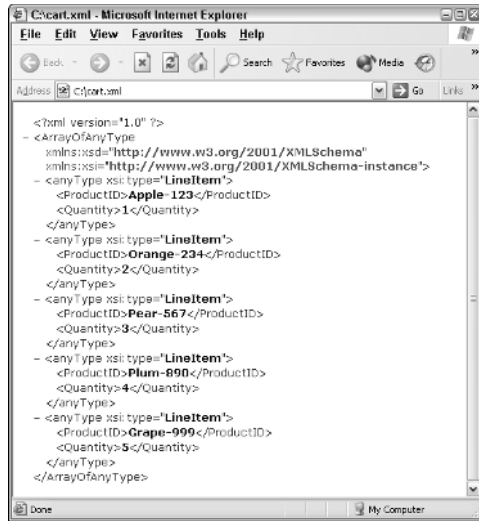 C:\cart.xml - Microsoft Internet Explorer
File Edit View Favorites Tools Help
Back Search Favorites Media »
Address C:\cart.xml Go Links »
<?xml version="1.0" ?>
- <ArrayOfAnyType
xmlns:xsd="http://www.w3.org/2001/XMLSchema"
xmlns:xsi="http://www.w3.org/2001/XMLSchema-instance">
- <anyType xsi:type="LineItem">
<ProductID>Apple-123</ProductID>
<Quantity>1</Quantity>
</anyType>
- <anyType xsi:type="LineItem">
<ProductID>Orange-234</ProductID>
<Quantity>2</Quantity>
</anyType>
- <anyType xsi:type="LineItem">
<ProductID>Pear-567</ProductID>
<Quantity>3</Quantity>
</anyType>
- <anyType xsi:type="LineItem">
<ProductID>Plum-890</ProductID>
<Quantity>4</Quantity>
</anyType>
- <anyType xsi:type="LineItem">
<ProductID>Grape-999</ProductID>
<Quantity>5</Quantity>
</anyType>
</ArrayOfAnyType>
Done My Computer